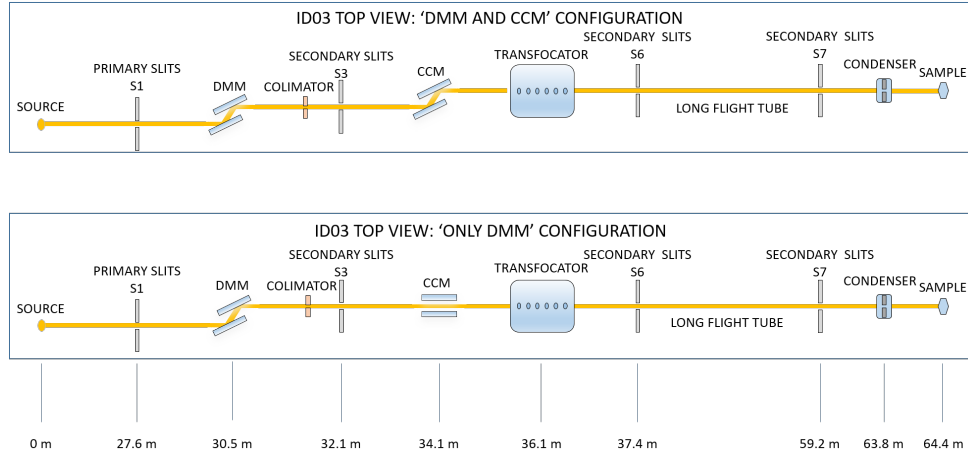 ID03 TOP VIEW: ‘DMM AND CCM’ CONFIGURATION
SOURCE
PRIMARY SLITS
S1
DMM
COLIMATOR
SECONDARY SLITS
S3
CCM
TRANSFOCATOR
SECONDARY SLITS
S6
LONG FLIGHT TUBE
SECONDARY SLITS
S7
CONDENSER
SAMPLE
ID03 TOP VIEW: ‘ONLY DMM’ CONFIGURATION
SOURCE
PRIMARY SLITS
S1
DMM
COLIMATOR
SECONDARY SLITS
S3
CCM
TRANSFOCATOR
SECONDARY SLITS
S6
LONG FLIGHT TUBE
SECONDARY SLITS
S7
CONDENSER
SAMPLE
0 m
27.6 m
30.5 m
32.1 m
34.1 m
36.1 m
37.4 m
59.2 m
63.8 m
64.4 m